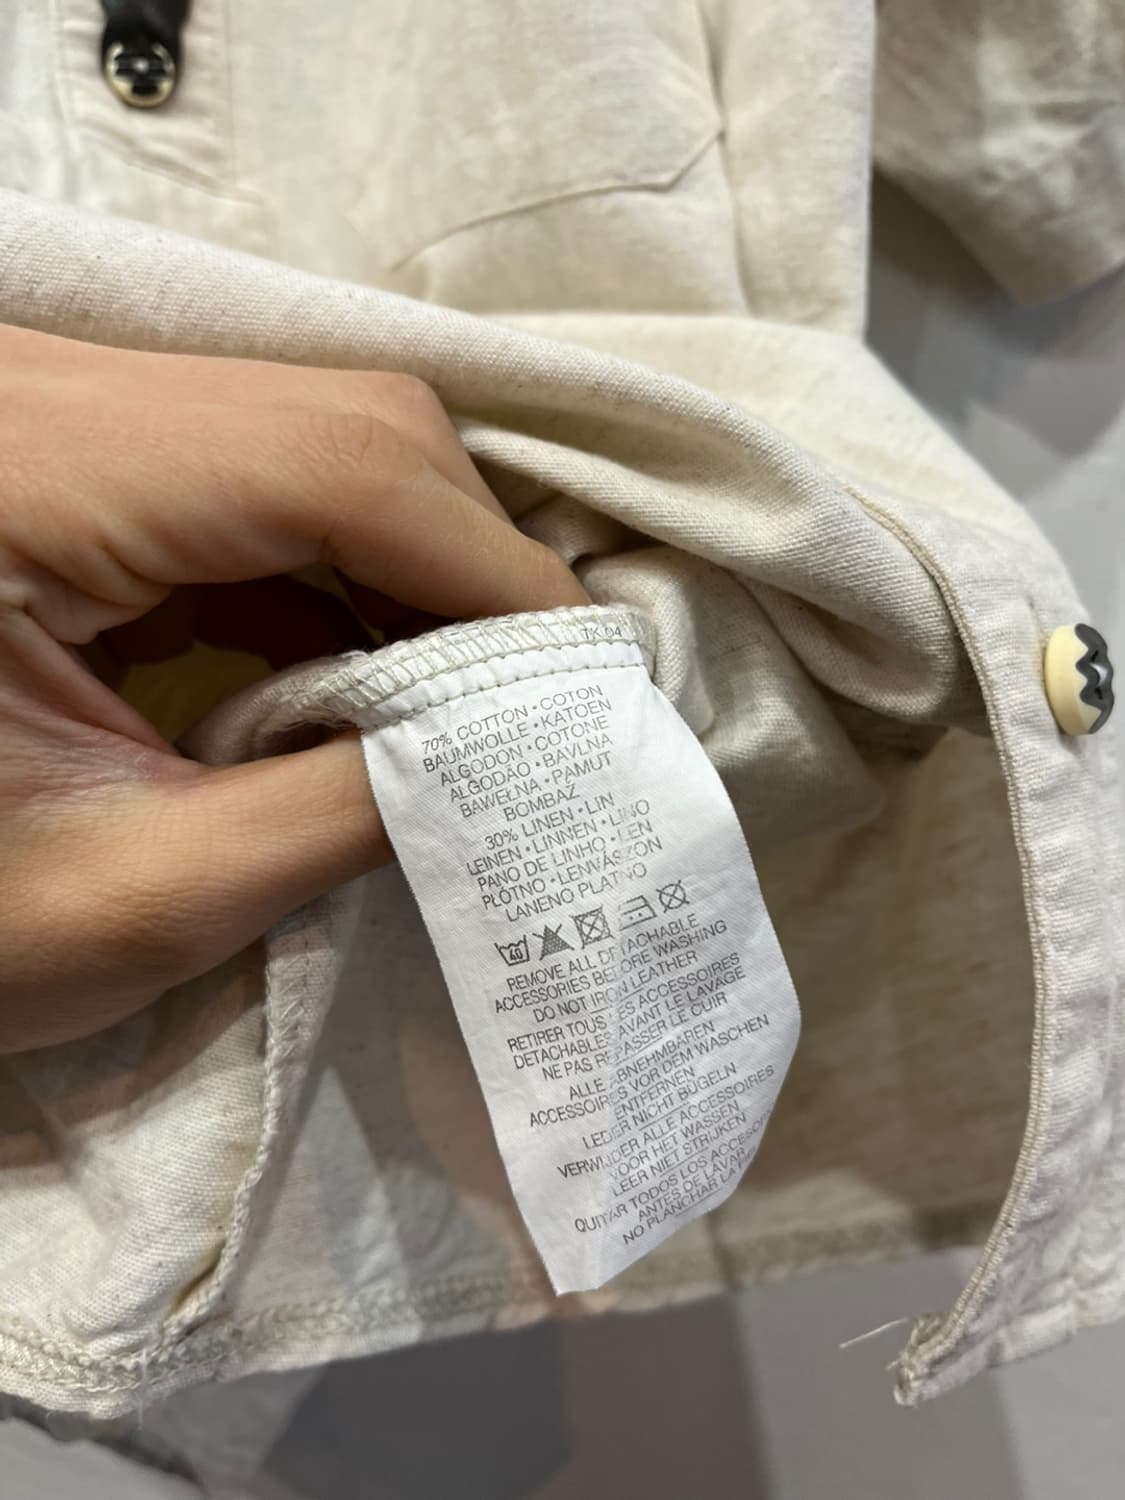 TK 04
70% COTTON • COTON
BAUMWOLLE • KATOEN
ALGODON • COTONE
ALGODÃO • BAVLNA
BAWEŁNA • PAMUT
BOMBAŽ
30% LINEN • LIN
LEINEN • LINNEN • LINO
PANO DE LINHO • LEN
PŁÓTNO • LENVÁSZON
LANENO PLATNO
40
REMOVE ALL DETACHABLE
ACCESSORIES BEFORE WASHING
DO NOT IRON LEATHER
RETIRER TOUS LES ACCESSOIRES
DETACHABLES AVANT LE LAVAGE
NE PAS REPASSER LE CUIR
ALLE ABNEHMBAREN
ACCESSOIRES VOR DEM WASCHEN
ENTFERNEN
LEDER NICHT BÜGELN
VERWIJDER ALLE ACCESSOIRES
VOOR HET WASSEN
LEER NIET STRIJKEN
QUITAR TODOS LOS
ANTES DE LAVAR
NO PLANCHAR LA